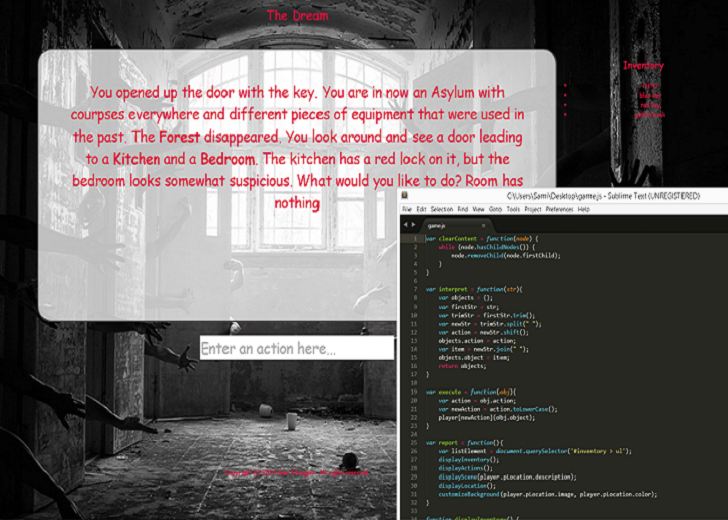 The Dream
You opened up the door with the key. You are in now an Asylum with
courpses everywhere and different pieces of equipment that were used in
the past. The Forest disappeared. You look around and see a door leading
to a Kitchen and a Bedroom. The kitchen has a red lock on it, but the
bedroom looks somewhat suspicious. What would you like to do? Room has
nothing
Enter an action here...
Inventory
C:\Users\Sami\Desktop\game.js - Sublime Text (UNREGISTERED)
File Edit Selection Find View Goto Tools Project Preferences Help
game.js
1 var clearContent = function(node) {
2 while (node.hasChildNodes()) {
3 node.removeChild(node.firstChild);
4 }
5 }
6
7 var interpret = function(str){
8 var objects = {};
9 var firstStr = str;
10 var trimStr = firstStr.trim();
11 var newStr = trimStr.split(" ");
12 var action = newStr.shift();
13 objects.action = action;
14 var item = newStr.join(" ");
15 objects.object = item;
16 return objects;
17 }
18
19 var execute = function(obj){
20 var action = obj.action;
21 var newAction = action.toLowerCase();
22 player[newAction](obj.object);
23 }
24
25 var report = function(){
26 var listElement = document.querySelector("#inventory > ul");
27 displayInventory();
28 displayActions();
29 displayScene(player.pLocation.description);
30 displayLocation();
31 customizeBackground(player.pLocation.image, player.pLocation.color);
32 }
33